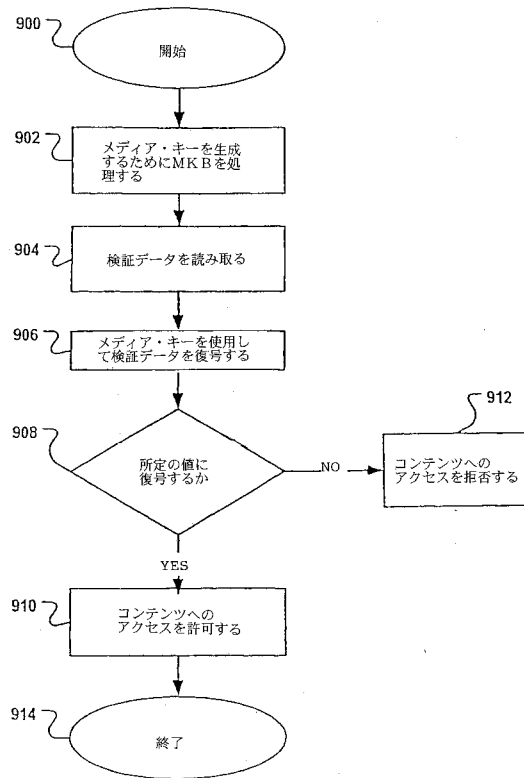 900
開始
902
メディア・キーを生成
するためにMKBを処
理する
904
検証データを読み取る
906
メディア・キーを使用し
て検証データを復号する
908
所定の値に
復号するか
NO
912
コンテンツへの
アクセスを拒否する
YES
910
コンテンツへの
アクセスを許可する
914
終了